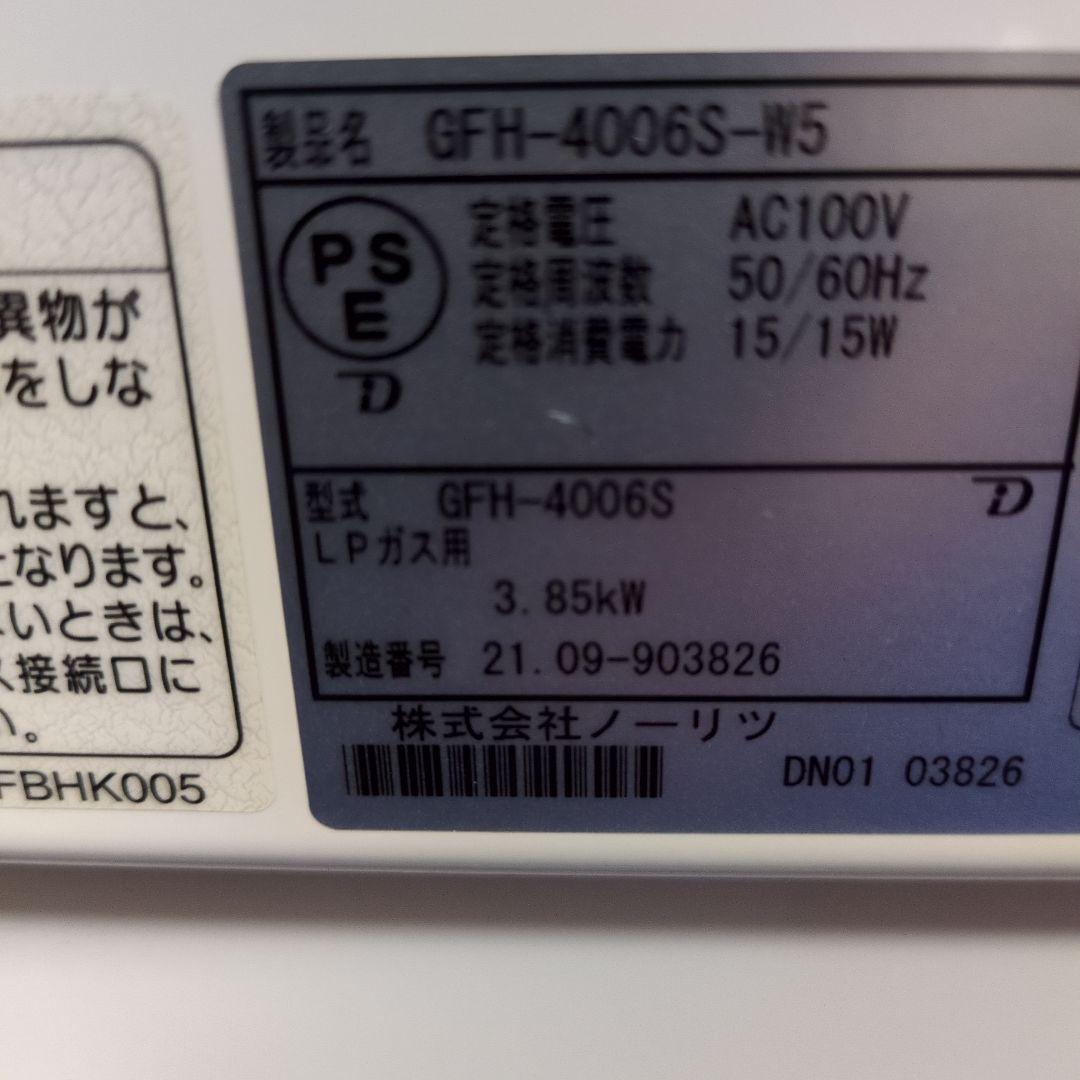 製品名 GFH-4006S-W5
PS
E
定格電圧 AC100V
定格周波数 50/60Hz
定格消費電力 15/15W
型式 GFH-4006S
LPガス用
3.85kW
製造番号 21.09-903826
株式会社ノーリツ
DN01 03826
異物が
をしな
れますと、
となります。
いときは、
ス接続口に
い。
FBHK005